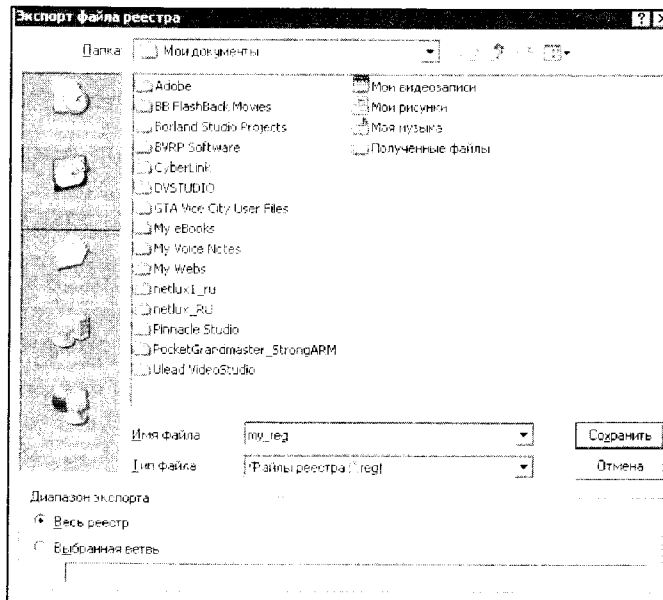 Экспорт файла реестра
Папка: Мои документы
Adobe
BB FlashBack Movies
Borland Studio Projects
BVRP Software
CyberLink
DVSTUDIO
GTA Vice City User Files
My eBooks
My Voice Notes
My Webs
netlux1_ru
netlux_RU
Pinnacle Studio
PocketGrandmaster_StrongARM
Ulead VideoStudio
Мои видеозаписи
Мои рисунки
Моя музыка
Полученные файлы
Имя файла my_reg Сохранить
Тип файла Файлы реестра (*.reg) Отмена
Диапазон экспорта
Весь реестр
Выбранная ветвь